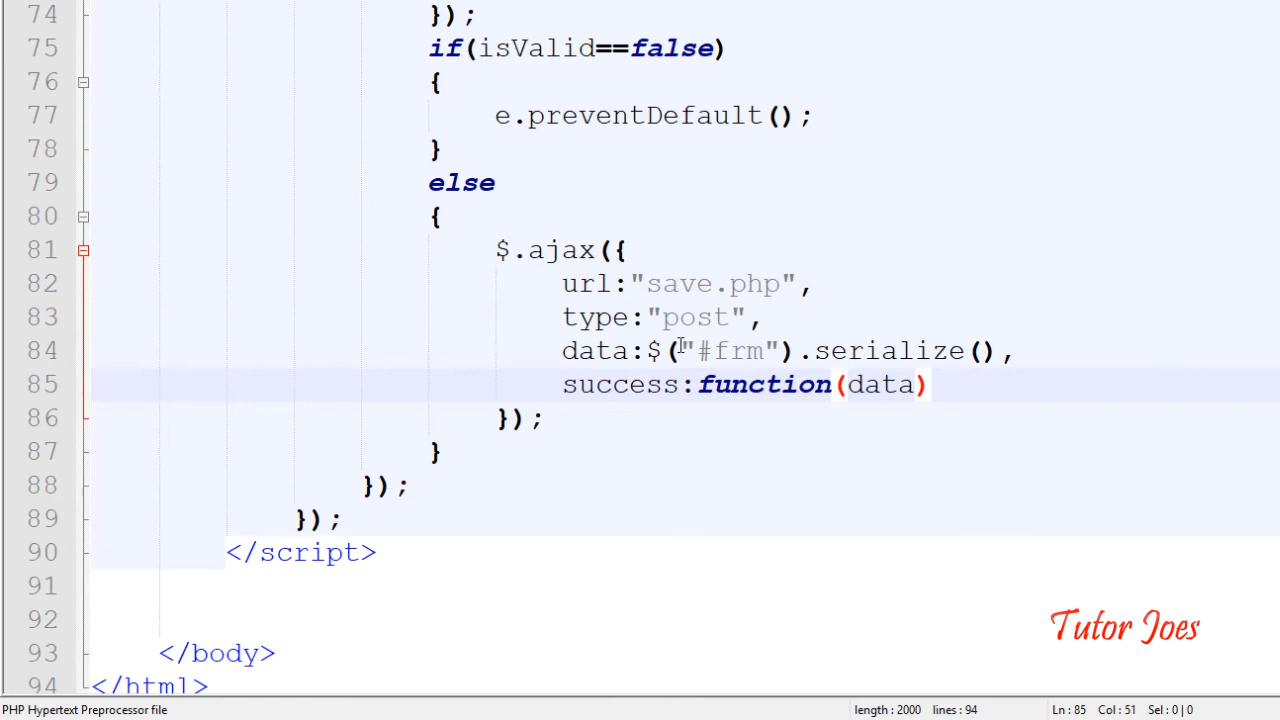 74 });
75 if(isValid==false)
76 {
77 e.preventDefault();
78 }
79 else
80 {
81 $.ajax({
82 url:"save.php",
83 type:"post",
84 data:$("#frm").serialize(),
85 success:function(data)
86 });
87 }
88 });
89 });
90 </script>
91
92
93 </body>
94 </html>
Tutor Joes
PHP Hypertext Preprocessor file length : 2000 lines : 94 Ln : 85 Col : 51 Sel : 0 | 0